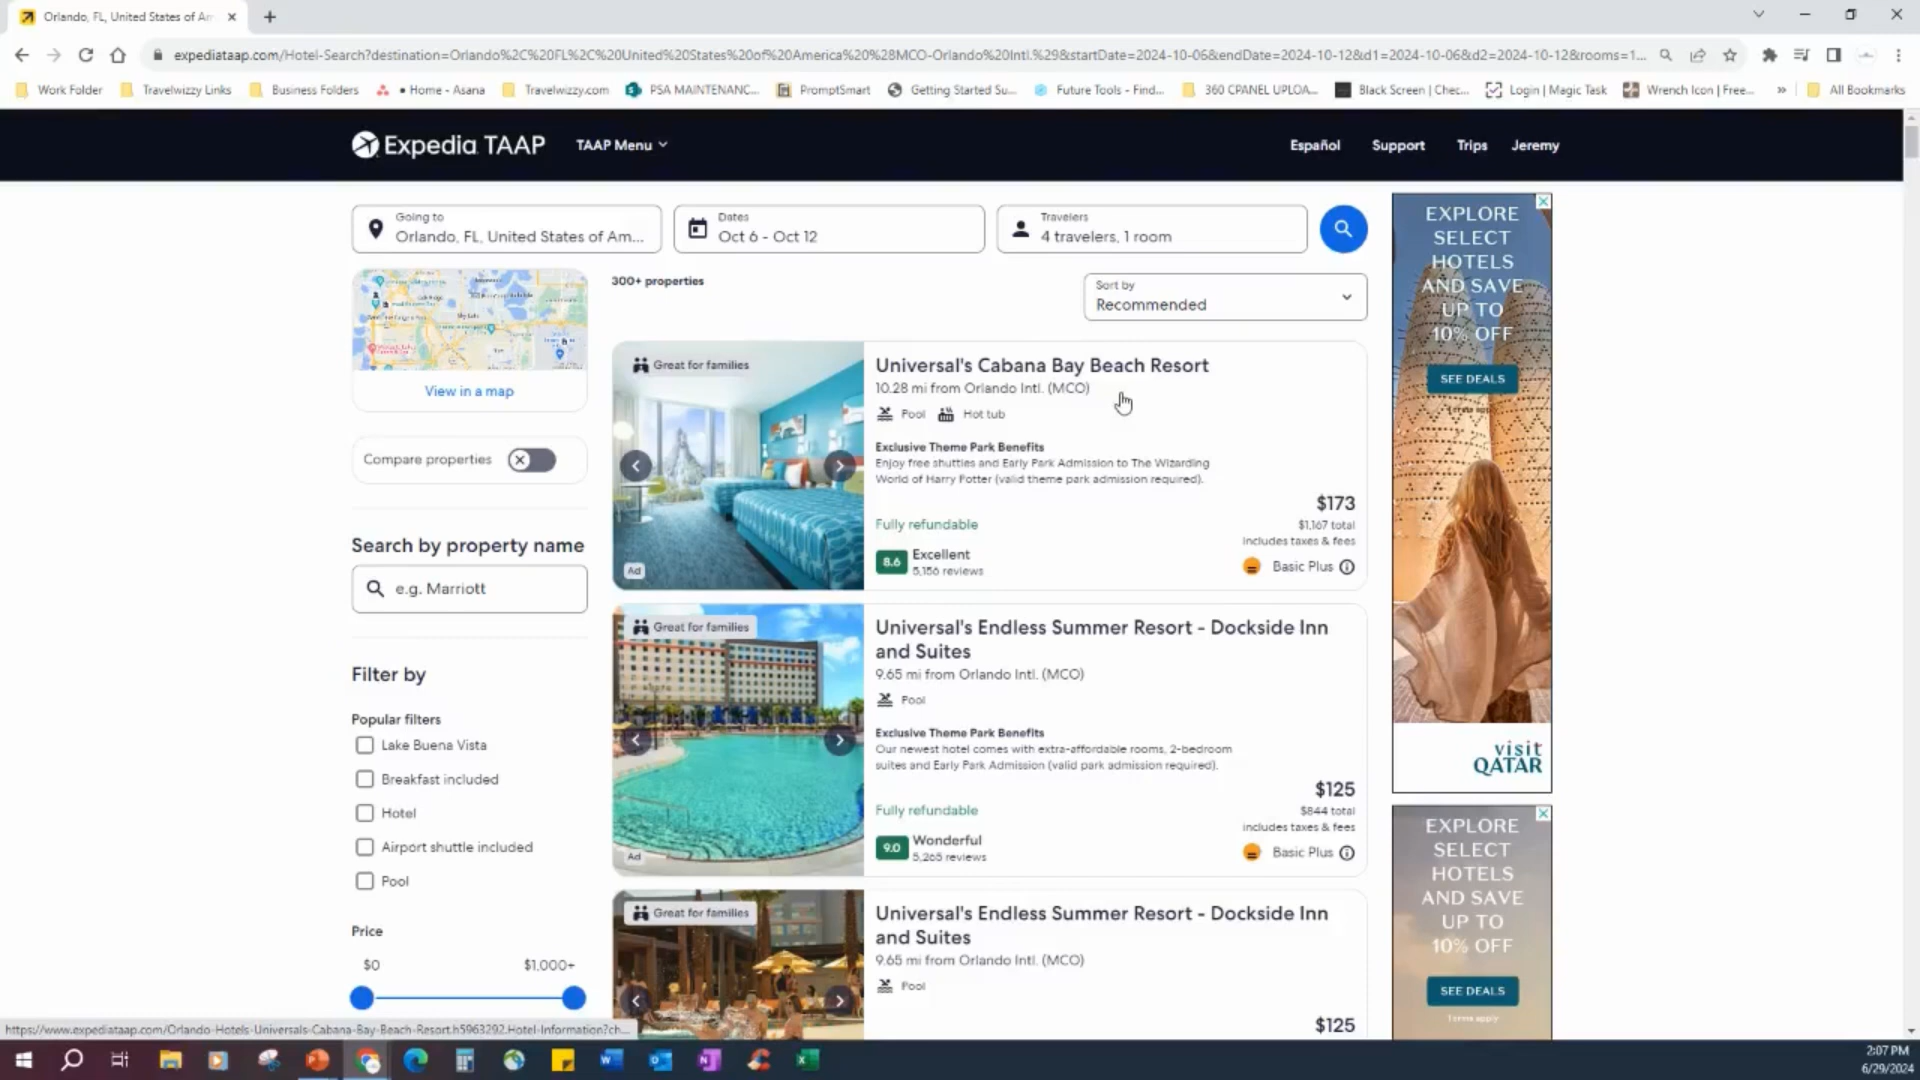 Orlando, FL, United States of Am
expediataap.com/Hotel-Search?destination=Orlando%2C%20FL%2C%20United%20States%20of%20America%20%28MCO-Orlando%20Intl.%29&startDate=2024-10-06&endDate=2024-10-12&d1=2024-10-06&d2=2024-10-12&rooms=1...
Work Folder
Travelwizzy Links
Business Folders
• Home - Asana
Travelwizzy.com
PSA MAINTENANC...
PromptSmart
Getting Started Su...
Future Tools - Find...
360 CPANEL UPLOA...
Black Screen | Chec...
Login | Magic Task
Wrench Icon | Free...
»
All Bookmarks
Expedia TAAP
TAAP Menu
Español
Support
Trips
Jeremy
Going to
Orlando, FL, United States of Am...
Dates
Oct 6 - Oct 12
Travelers
4 travelers, 1 room
View in a map
Compare properties
Search by property name
e.g. Marriott
Filter by
Popular filters
Lake Buena Vista
Breakfast included
Hotel
Airport shuttle included
Pool
Price
$0
$1,000+
300+ properties
Sort by
Recommended
Great for families
Ad
Universal's Cabana Bay Beach Resort
10.28 mi from Orlando Intl. (MCO)
Pool
Hot tub
Exclusive Theme Park Benefits
Enjoy free shuttles and Early Park Admission to The Wizarding
World of Harry Potter (valid theme park admission required).
$173
Fully refundable
$1,167 total
includes taxes & fees
8.6
Excellent
5,156 reviews
Basic Plus
Great for families
Ad
Universal's Endless Summer Resort - Dockside Inn
and Suites
9.65 mi from Orlando Intl. (MCO)
Pool
Exclusive Theme Park Benefits
Our newest hotel comes with extra-affordable rooms, 2-bedroom
suites and Early Park Admission (valid park admission required).
$125
Fully refundable
$844 total
includes taxes & fees
9.0
Wonderful
5,265 reviews
Basic Plus
Great for families
Universal's Endless Summer Resort - Dockside Inn
and Suites
9.65 mi from Orlando Intl. (MCO)
Pool
$125
EXPLORE
SELECT
HOTELS
AND SAVE
UP TO
10% OFF
SEE DEALS
Terms apply
visit
QATAR
EXPLORE
SELECT
HOTELS
AND SAVE
UP TO
10% OFF
SEE DEALS
Terms apply
https://www.expediataap.com/Orlando-Hotels-Universals-Cabana-Bay-Beach-Resort.h5963292.Hotel-Information?ch...
2:07 PM
6/29/2024